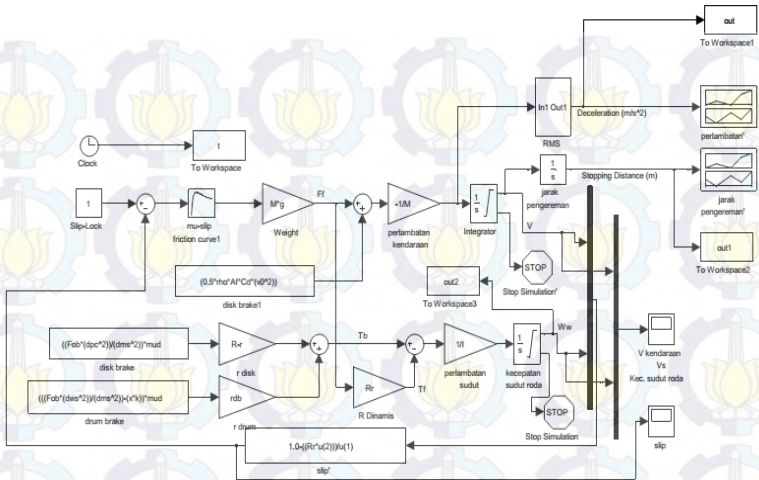 out
To Workspace1
In1 Out1
RMS
Deceleration (m/s^2)
perlambatan'
Clock
t
To Workspace
1
s
jarak
pengereman
Stopping Distance (m)
jarak
pengereman'
1
Slip-Lock
mu-slip
friction curve1
M*g
Weight
Ff
-1/M
perlambatan
kendaraan
1
s
Integrator
V
STOP
Stop Simulation'
out1
To Workspace2
(0.5*rho*Af*Cd*(v0^2))
disk brake1
out2
To Workspace3
((Fob*(dpc^2)/(dms^2))*mud
disk brake
R-r
r disk
Tb
1/I
perlambatan
sudut
1
s
kecepatan
sudut roda
Ww
V kendaraan
Vs
Kec. sudut roda
(((Fob*(dws^2))/(dms^2))-(x*k))*mud
drum brake
rdb
r drum
Rr
R Dinamis
Tf
STOP
Stop Simulation
1.0-((Rr*u(2)))/u(1)
slip'
slip